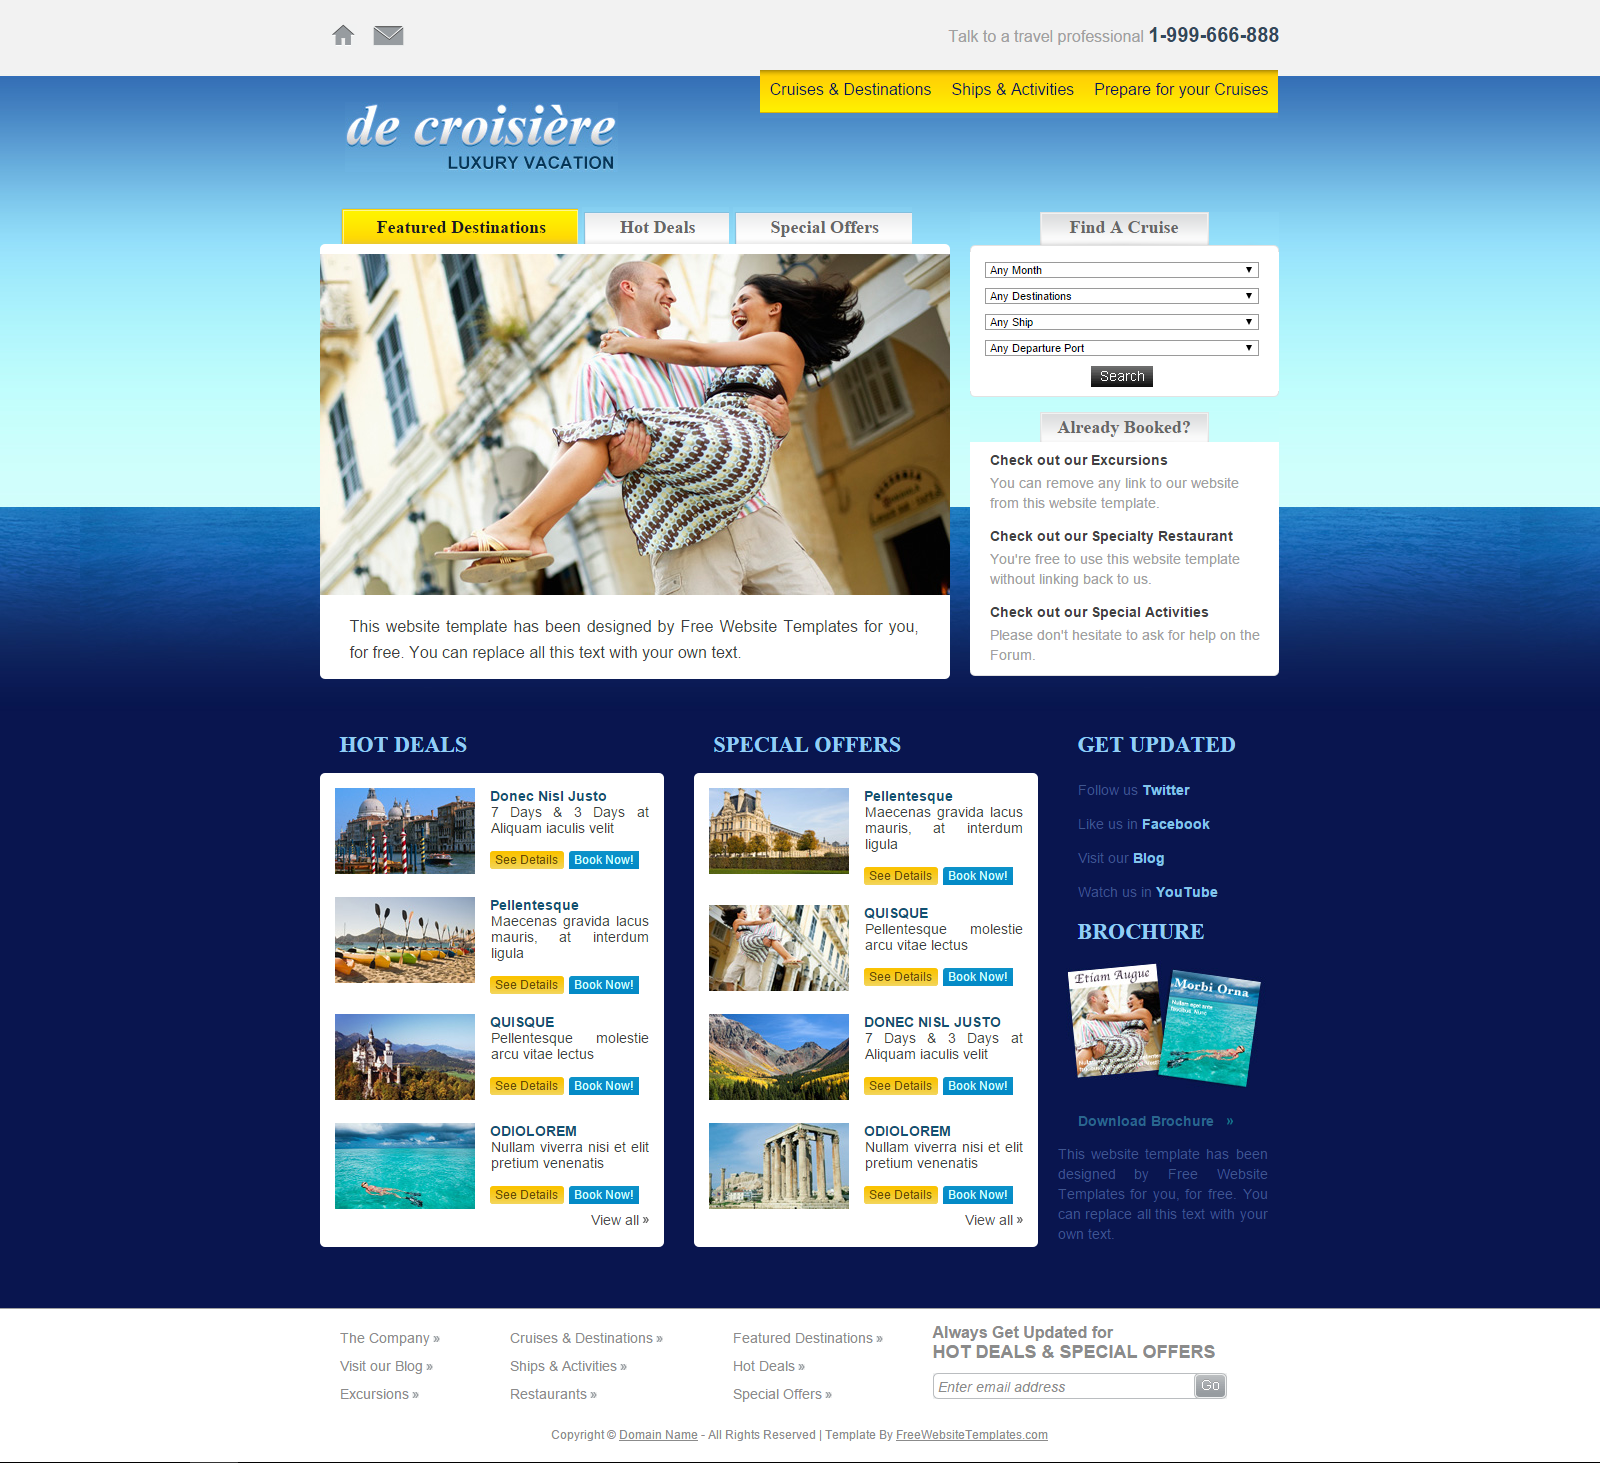 Talk to a travel professional 1-999-666-888
Cruises & Destinations Ships & Activities Prepare for your Cruises
de croisière
LUXURY VACATION
Featured Destinations Hot Deals Special Offers
This website template has been designed by Free Website Templates for you,
for free. You can replace all this text with your own text.
Find A Cruise
Any Month
Any Destinations
Any Ship
Any Departure Port
Search
Already Booked?
Check out our Excursions
You can remove any link to our website
from this website template.
Check out our Specialty Restaurant
You're free to use this website template
without linking back to us.
Check out our Special Activities
Please don't hesitate to ask for help on the
Forum.
HOT DEALS
Donec Nisl Justo
7 Days & 3 Days at
Aliquam iaculis velit
See Details Book Now!
Pellentesque
Maecenas gravida lacus
mauris, at interdum
ligula
See Details Book Now!
QUISQUE
Pellentesque molestie
arcu vitae lectus
See Details Book Now!
ODIOLOREM
Nullam viverra nisi et elit
pretium venenatis
See Details Book Now!
View all »
SPECIAL OFFERS
Pellentesque
Maecenas gravida lacus
mauris, at interdum
ligula
See Details Book Now!
QUISQUE
Pellentesque molestie
arcu vitae lectus
See Details Book Now!
DONEC NISL JUSTO
7 Days & 3 Days at
Aliquam iaculis velit
See Details Book Now!
ODIOLOREM
Nullam viverra nisi et elit
pretium venenatis
See Details Book Now!
View all »
GET UPDATED
Follow us Twitter
Like us in Facebook
Visit our Blog
Watch us in YouTube
BROCHURE
Etiam Augue
Morbi Orna
Nullam eget ante
Download Brochure »
This website template has been
designed by Free Website
Templates for you, for free. You
can replace all this text with your
own text.
The Company »
Visit our Blog »
Excursions »
Cruises & Destinations »
Ships & Activities »
Restaurants »
Featured Destinations »
Hot Deals »
Special Offers »
Always Get Updated for
HOT DEALS & SPECIAL OFFERS
Enter email address Go
Copyright © Domain Name - All Rights Reserved | Template By FreeWebsiteTemplates.com